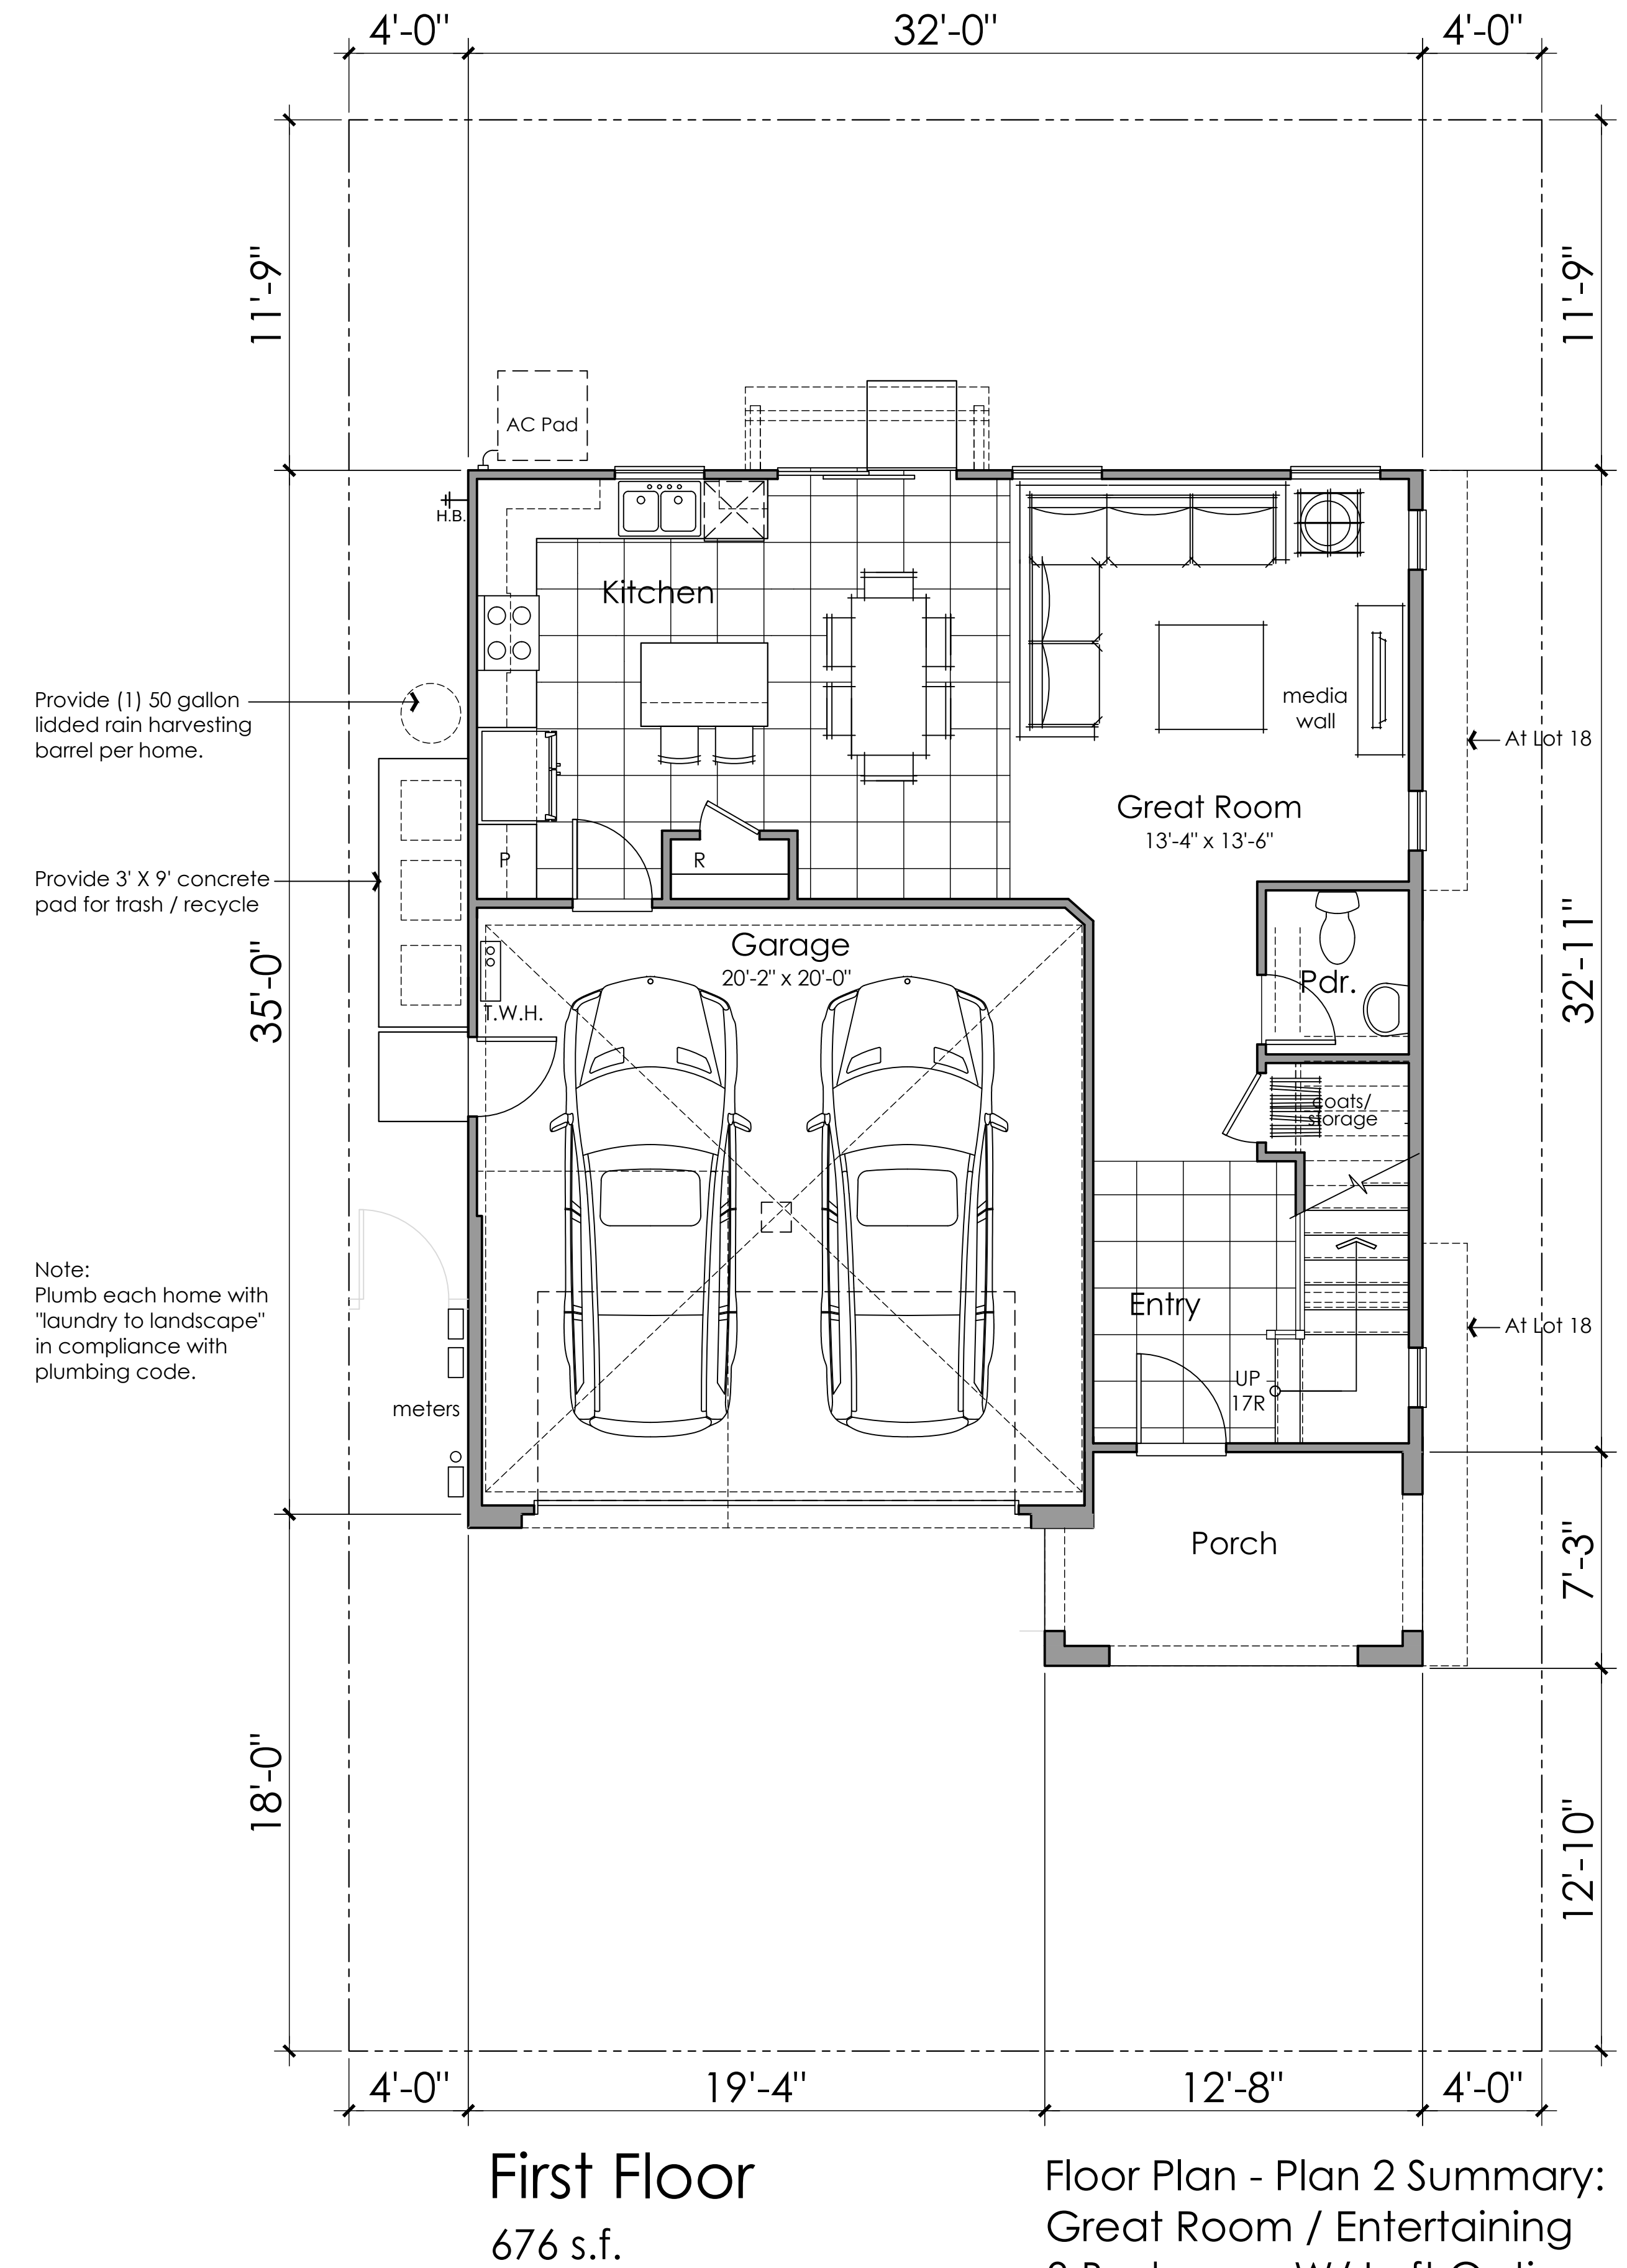 4'-0"
32'-0"
4'-0"
11'-9"
11'-9"
AC Pad
H.B.
Kitchen
Provide (1) 50 gallon
lidded rain harvesting
barrel per home.
media
wall
At Lot 18
Great Room
13'-4" x 13'-6"
P
R
Provide 3' X 9' concrete
pad for trash / recycle
35'-0"
32'-11"
Garage
20'-2" x 20'-0"
T.W.H.
Pdr.
coats/
storage
Note:
Plumb each home with
"laundry to landscape"
in compliance with
plumbing code.
Entry
At Lot 18
UP
17R
meters
Porch
7'-3"
18'-0"
12'-10"
4'-0"
19'-4"
12'-8"
4'-0"
First Floor
676 s.f.
Floor Plan - Plan 2 Summary:
Great Room / Entertaining